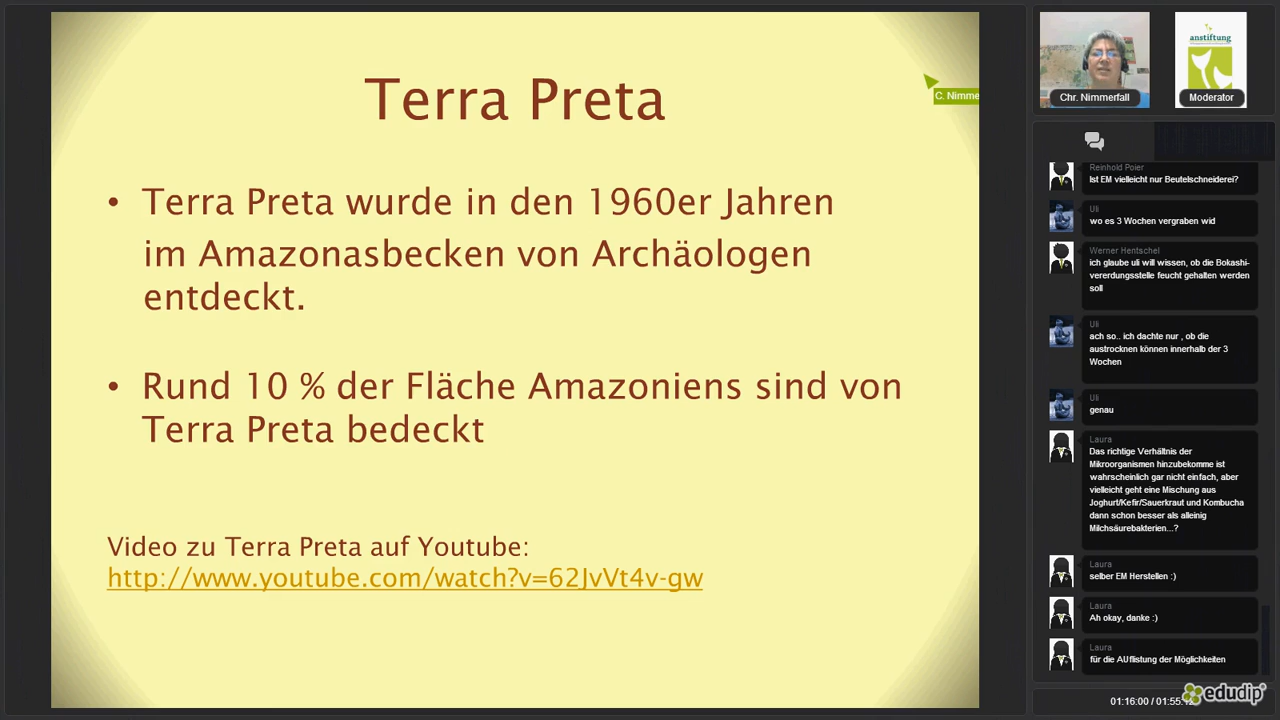 Terra Preta
C. Nimme
• Terra Preta wurde in den 1960er Jahren
im Amazonasbecken von Archäologen
entdeckt.
• Rund 10 % der Fläche Amazoniens sind von
Terra Preta bedeckt
Video zu Terra Preta auf Youtube:
http://www.youtube.com/watch?v=62JvVt4v-gw
Chr. Nimmerfall
anstiftung
Moderator
Reinhold Poier
Ist EM vielleicht nur Beutelschneiderei?
Uli
wo es 3 Wochen vergraben wid
Werner Hentschel
ich glaube uli will wissen, ob die Bokashi-
vererdungsstelle feucht gehalten werden
soll
Uli
ach so.. ich dachte nur , ob die
austrocknen können innerhalb der 3
Wochen
Uli
genau
Laura
Das richtige Verhältnis der
Mikroorganismen hinzubekomme ist
wahrscheinlich gar nicht einfach, aber
vielleicht geht eine Mischung aus
Joghurt/Kefir/Sauerkraut und Kombucha
dann schon besser als alleinig
Milchsäurebakterien...?
Laura
selber EM Herstellen :)
Laura
Ah okay, danke :)
Laura
für die AUflistung der Möglichkeiten
01:16:00 / 01:55:
edudip